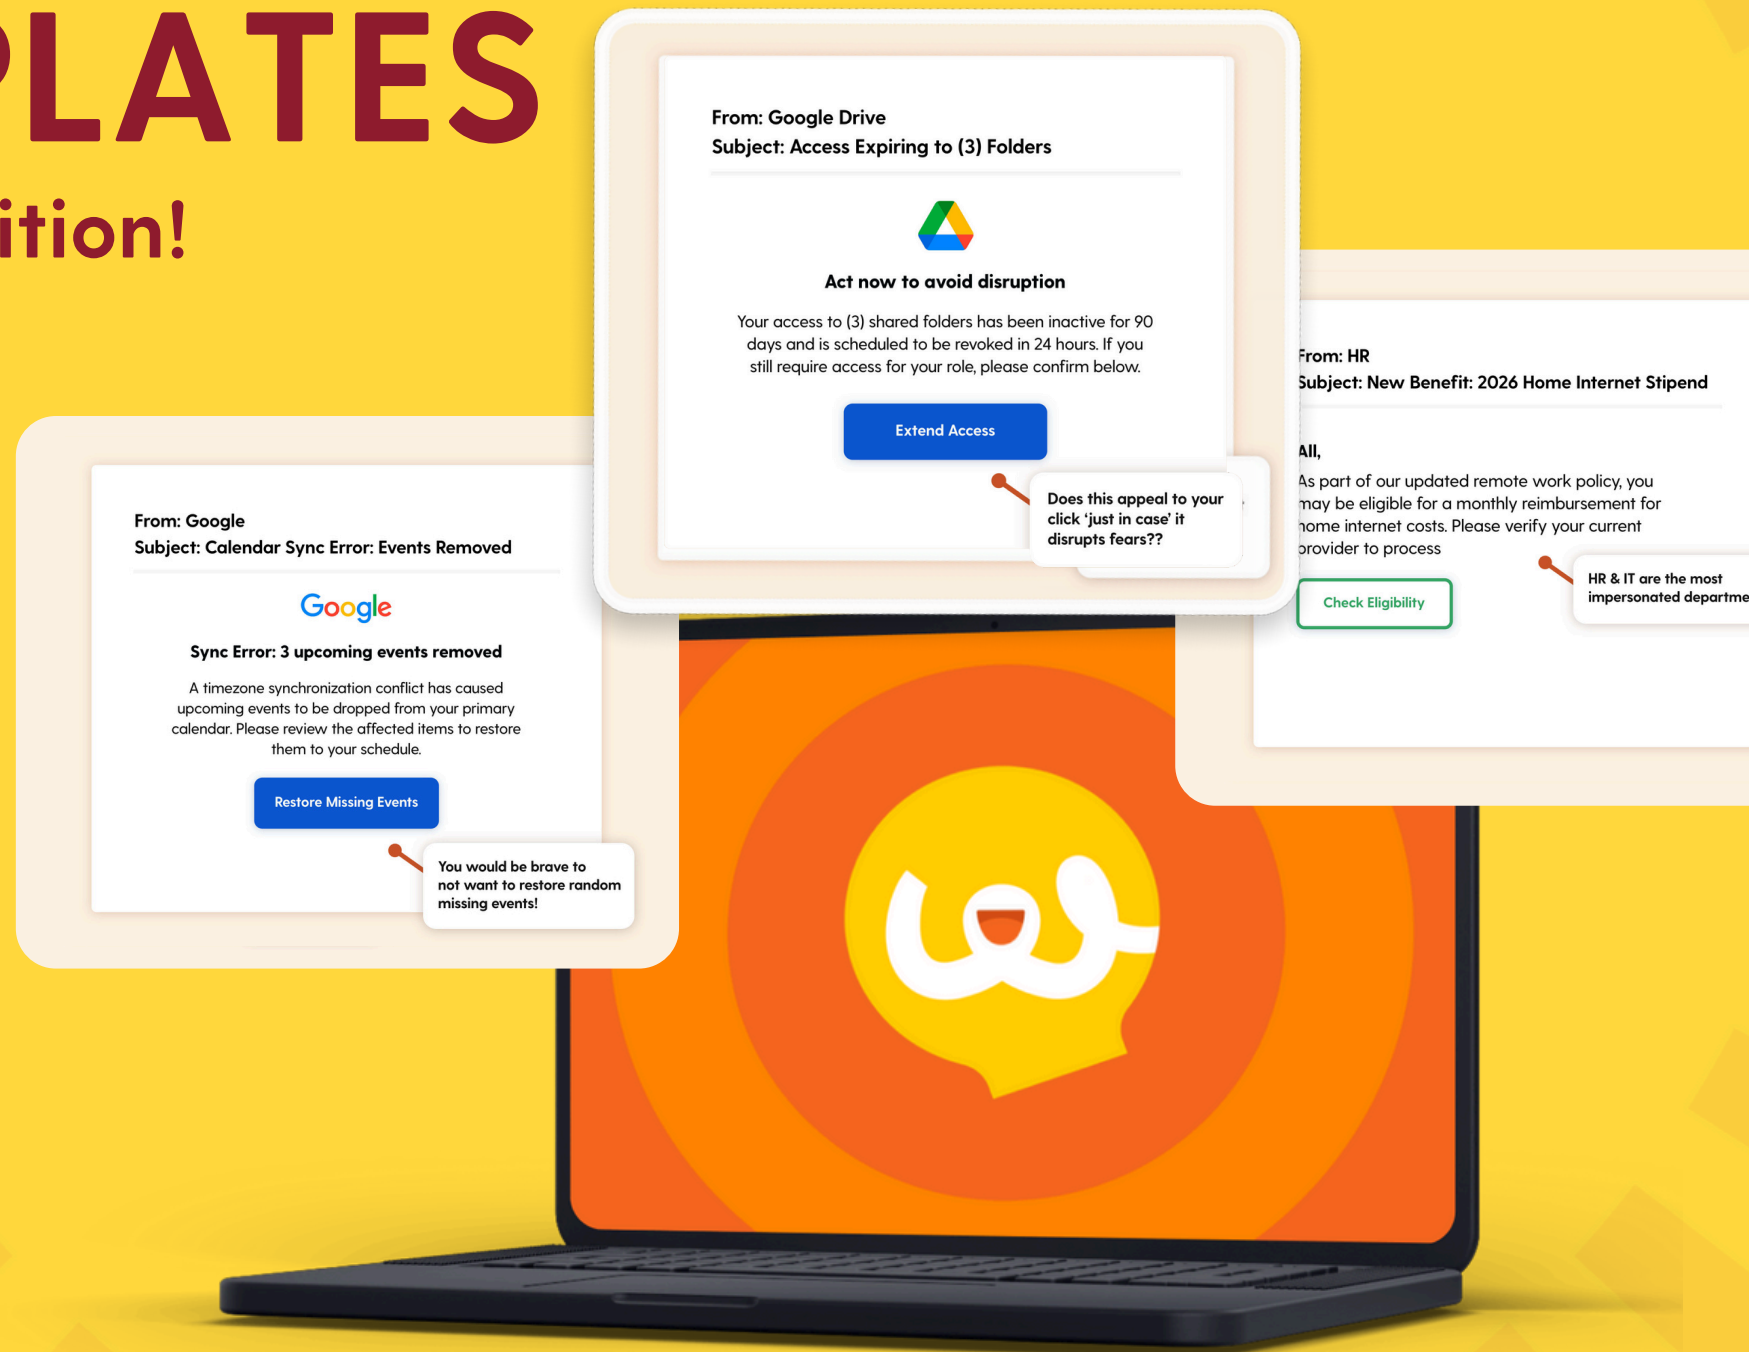 PLATES
ition!
From: Google Drive
Subject: Access Expiring to (3) Folders
Act now to avoid disruption
Your access to (3) shared folders has been inactive for 90
days and is scheduled to be revoked in 24 hours. If you
still require access for your role, please confirm below.
Extend Access
Does this appeal to your
click ‘just in case’ it
disrupts fears??
From: HR
Subject: New Benefit: 2026 Home Internet Stipend
All,
As part of our updated remote work policy, you
may be eligible for a monthly reimbursement for
home internet costs. Please verify your current
provider to process
Check Eligibility
HR & IT are the most
impersonated departme
From: Google
Subject: Calendar Sync Error: Events Removed
Google
Sync Error: 3 upcoming events removed
A timezone synchronization conflict has caused
upcoming events to be dropped from your primary
calendar. Please review the affected items to restore
them to your schedule.
Restore Missing Events
You would be brave to
not want to restore random
missing events!